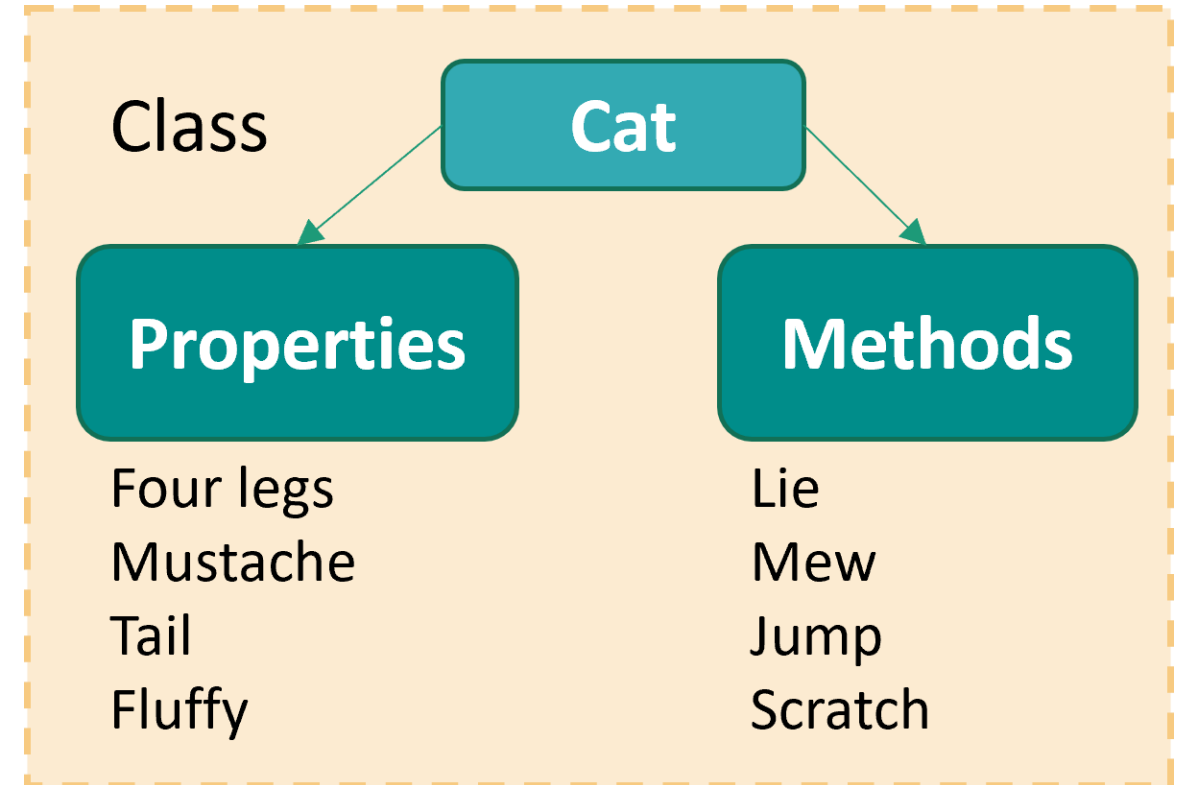 Class
Cat
Properties
Methods
Four legs
Mustache
Tail
Fluffy
Lie
Mew
Jump
Scratch